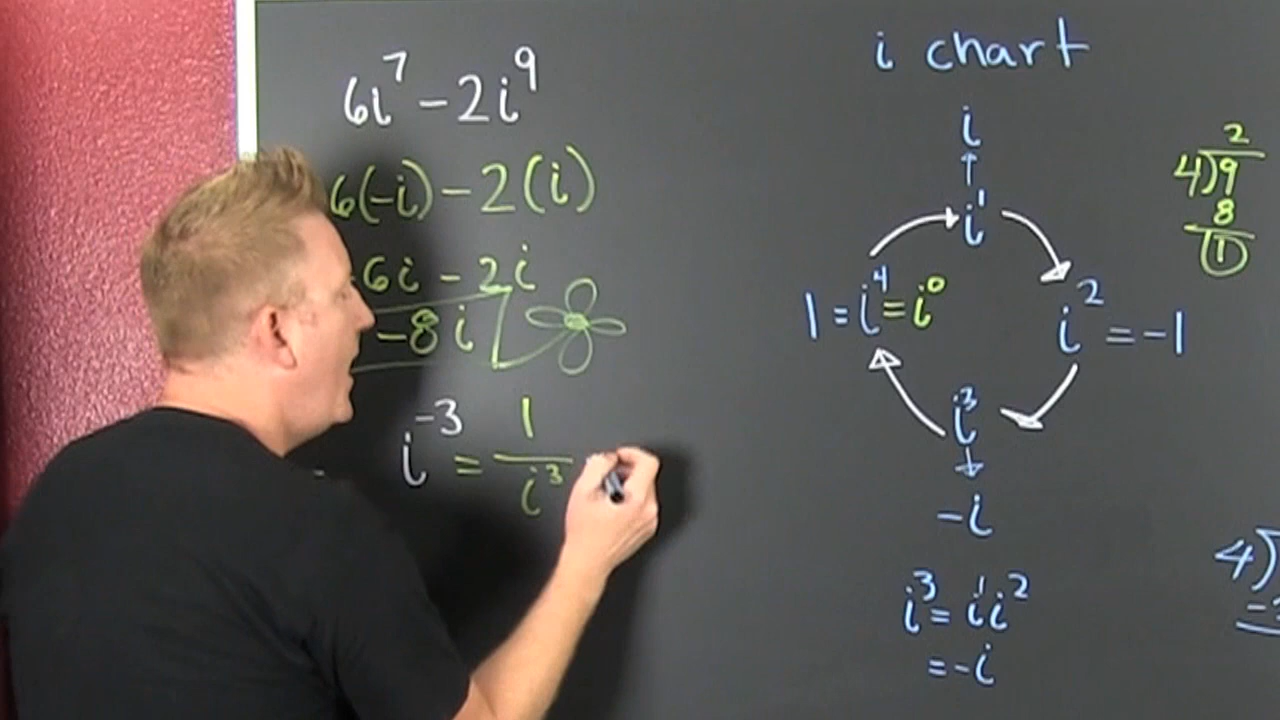 6i⁷ – 2i⁹
6(-i) – 2(i)
6i – 2i
-8i
i⁻³ = 1/i³
i chart
i
↑
i¹
1 = i⁴ = i⁰
i² = -1
i³
↓
-i
i³ = i¹i²
= -i
2
4)9
8
1
4)